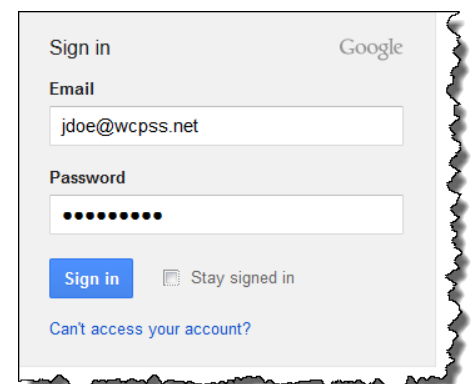 Sign in Google
Email
jdoe@wcpss.net
Password
•••••••••
Sign in Stay signed in
Can't access your account?